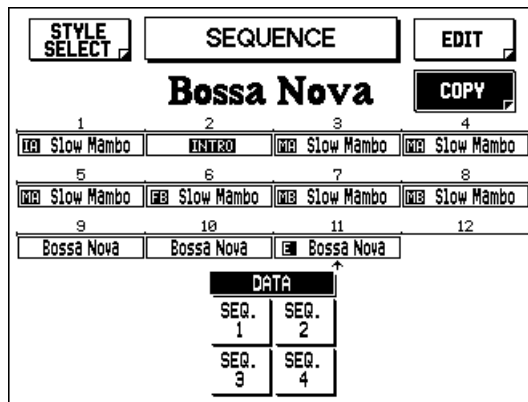 STYLE SELECT SEQUENCE EDIT
Bossa Nova COPY
1 2 3 4
IA Slow Mambo INTRO MA Slow Mambo MA Slow Mambo
5 6 7 8
MA Slow Mambo FB Slow Mambo MB Slow Mambo MB Slow Mambo
9 10 11 12
Bossa Nova Bossa Nova E Bossa Nova
DATA
SEQ. 1 SEQ. 2
SEQ. 3 SEQ. 4